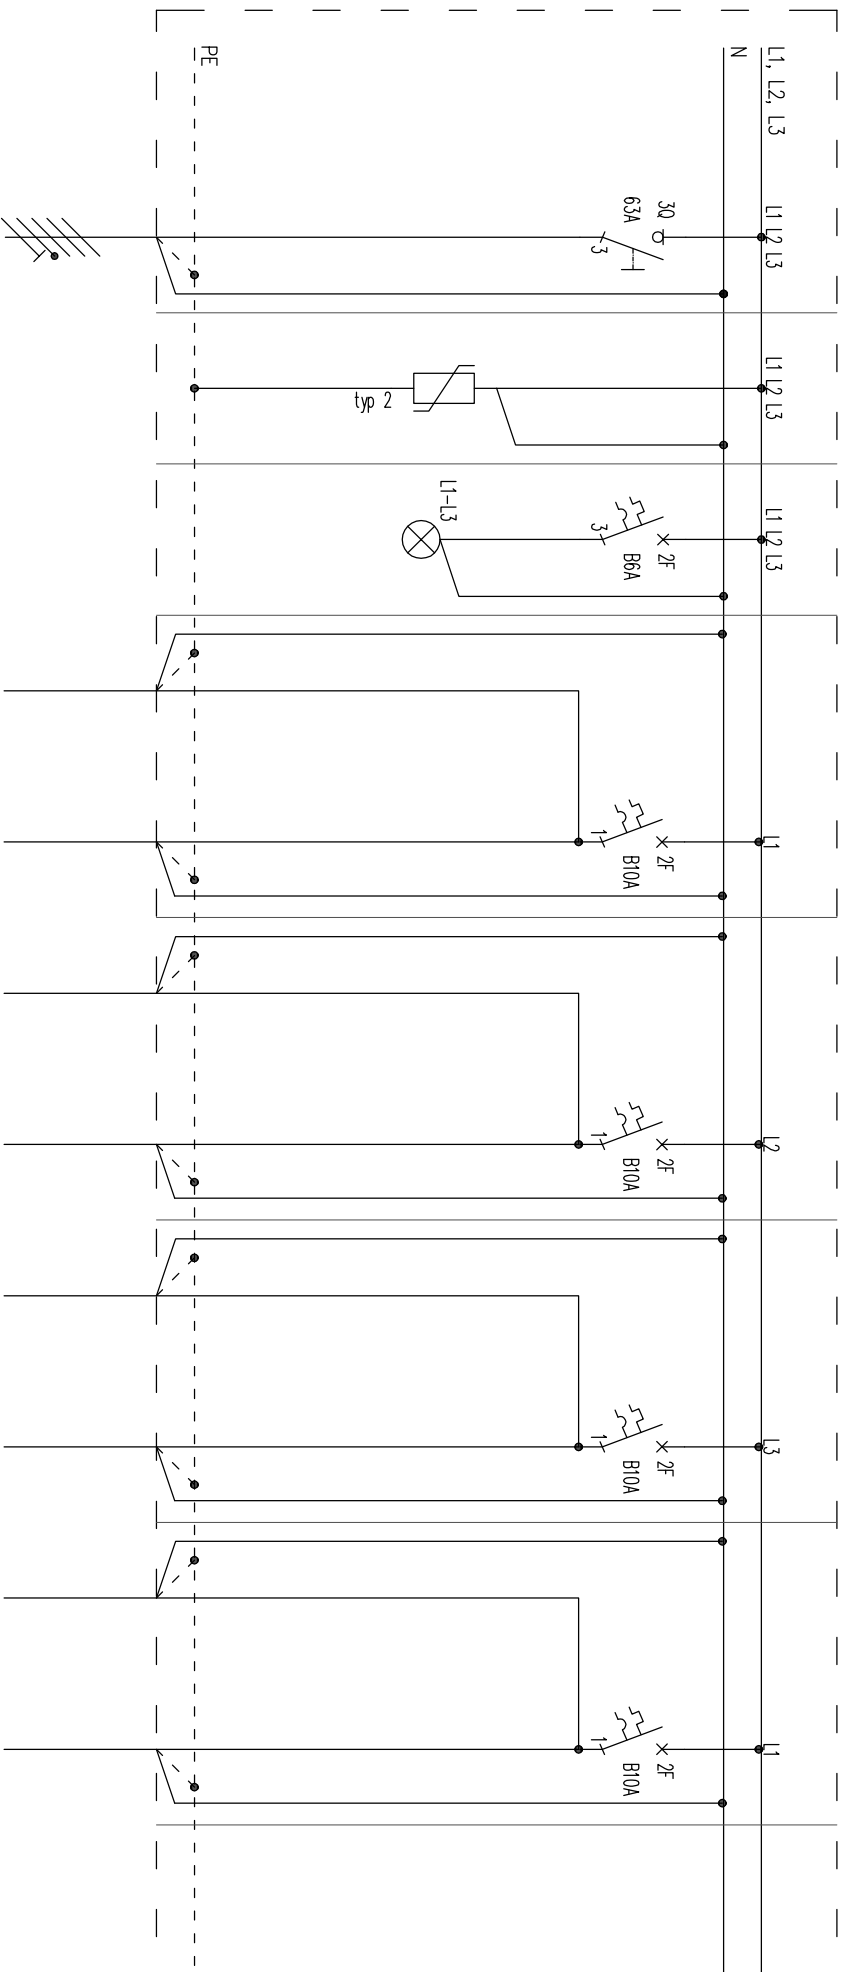 L1, L2, L3
N
PE
L1 L2 L3
3Q
63A
3
L1 L2 L3
typ 2
L1 L2 L3
2F
B6A
3
L1-L3
L1
2F
B10A
1
L2
2F
B10A
1
L3
2F
B10A
1
L1
2F
B10A
1